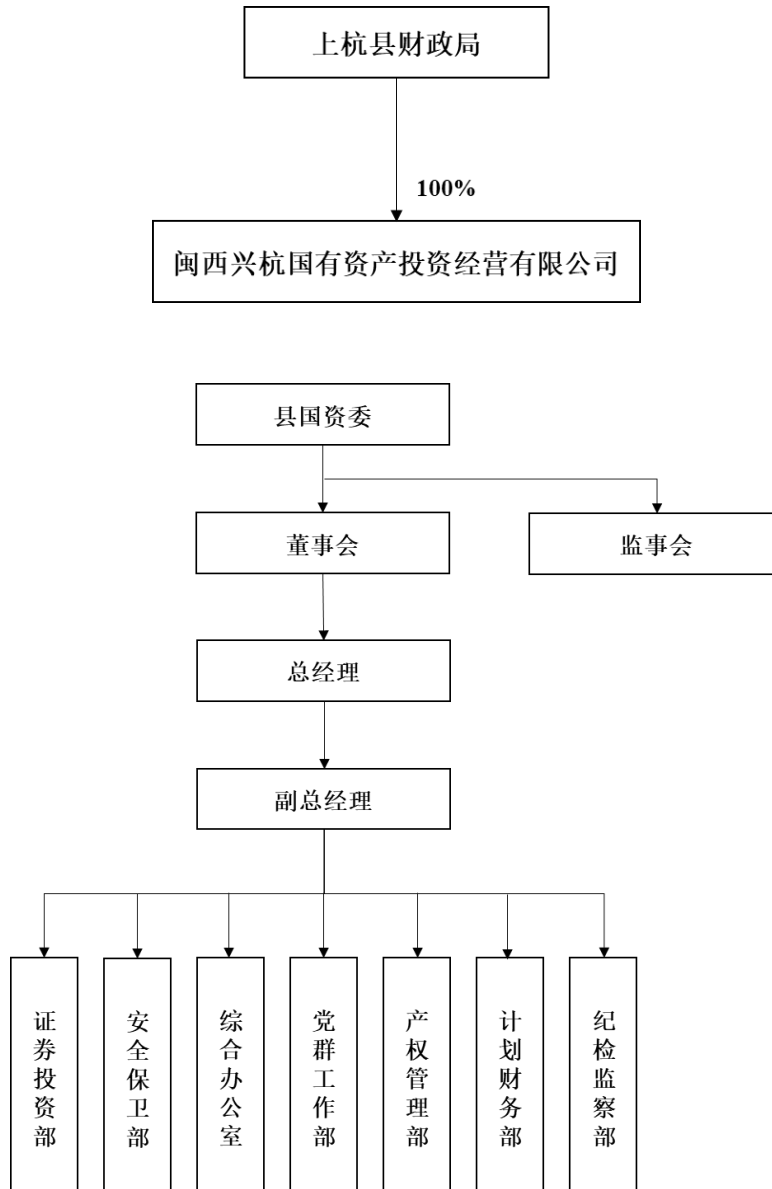 上杭县财政局
100%
闽西兴杭国有资产投资经营有限公司
县国资委
董事会
监事会
总经理
副总经理
证券投资部
安全保卫部
综合办公室
党群工作部
产权管理部
计划财务部
纪检监察部